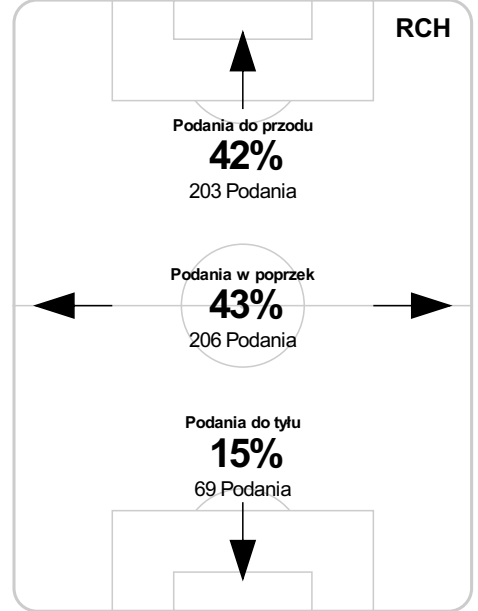 RCH
Podania do przodu
42%
203 Podania
Podania w poprzek
43%
206 Podania
Podania do tyłu
15%
69 Podania